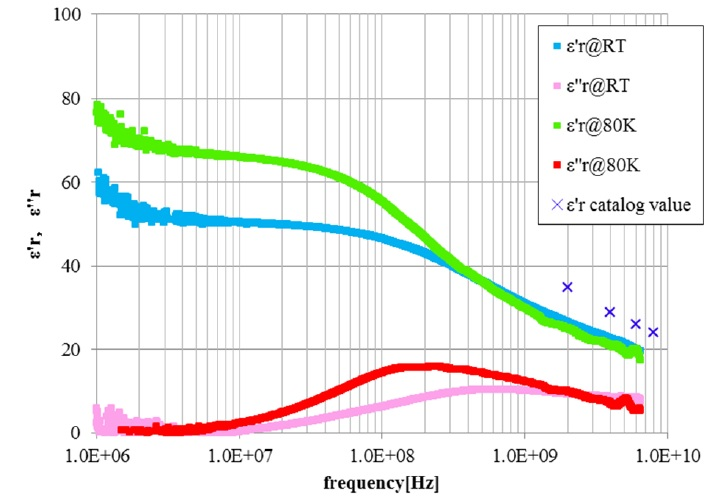 100
80
60
40
20
0
ε'r, ε''r
1.0E+06 1.0E+07 1.0E+08 1.0E+09 1.0E+10
frequency[Hz]
ε'r@RT
ε''r@RT
ε'r@80K
ε''r@80K
ε'r catalog value